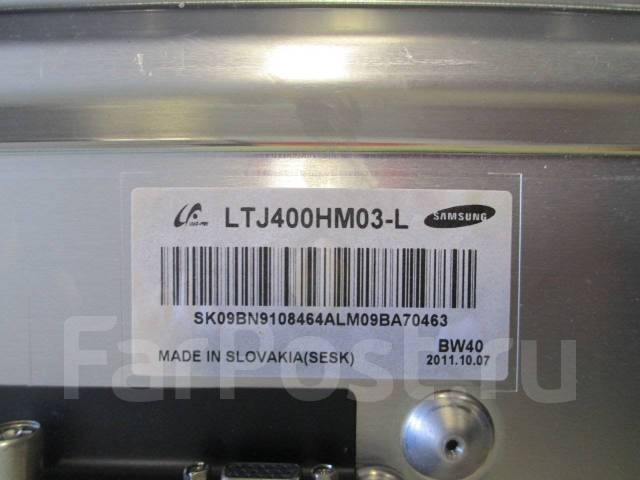 LTJ400HM03-L SAMSUNG
SK09BN9108464ALM09BA70463
MADE IN SLOVAKIA(SESK)
BW40
2011.10.07
FarPost.ru